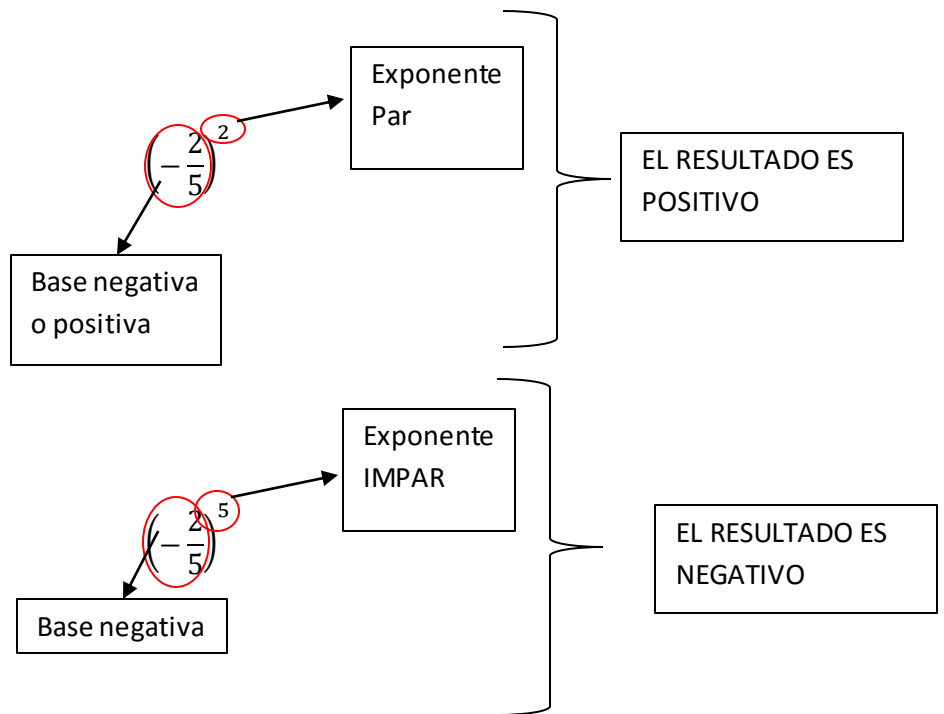 Exponente
Par
(−2/5)²
EL RESULTADO ES
POSITIVO
Base negativa
o positiva
Exponente
IMPAR
(−2/5)⁵
EL RESULTADO ES
NEGATIVO
Base negativa